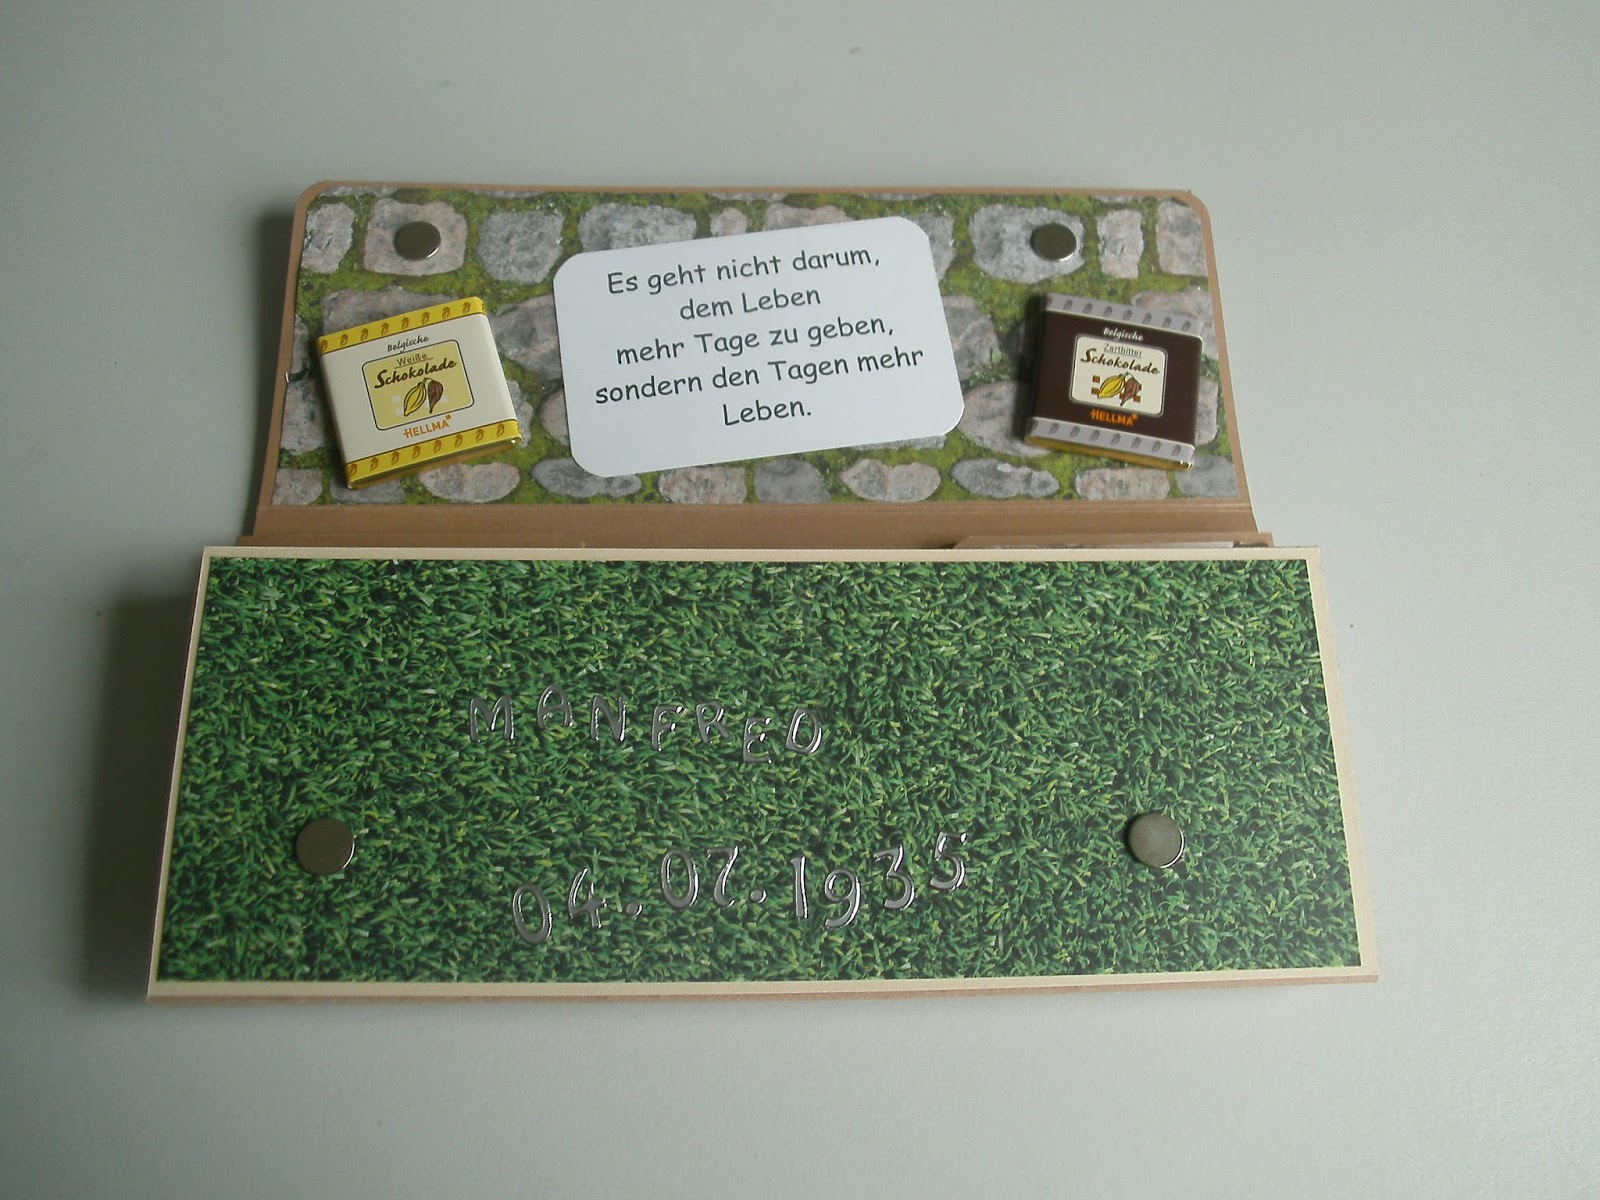 Es geht nicht darum,
dem Leben
mehr Tage zu geben,
sondern den Tagen mehr
Leben.
Belgische
Weiße
Schokolade
HELLMA
Belgische
Zartbitter
Schokolade
HELLMA
MANFRED
04.07.1935